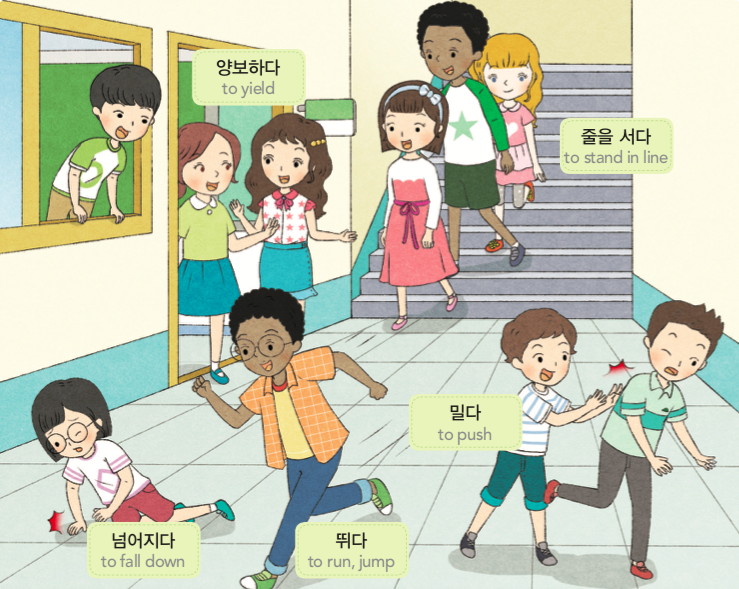 양보하다
to yield
줄을 서다
to stand in line
밀다
to push
넘어지다
to fall down
뛰다
to run, jump